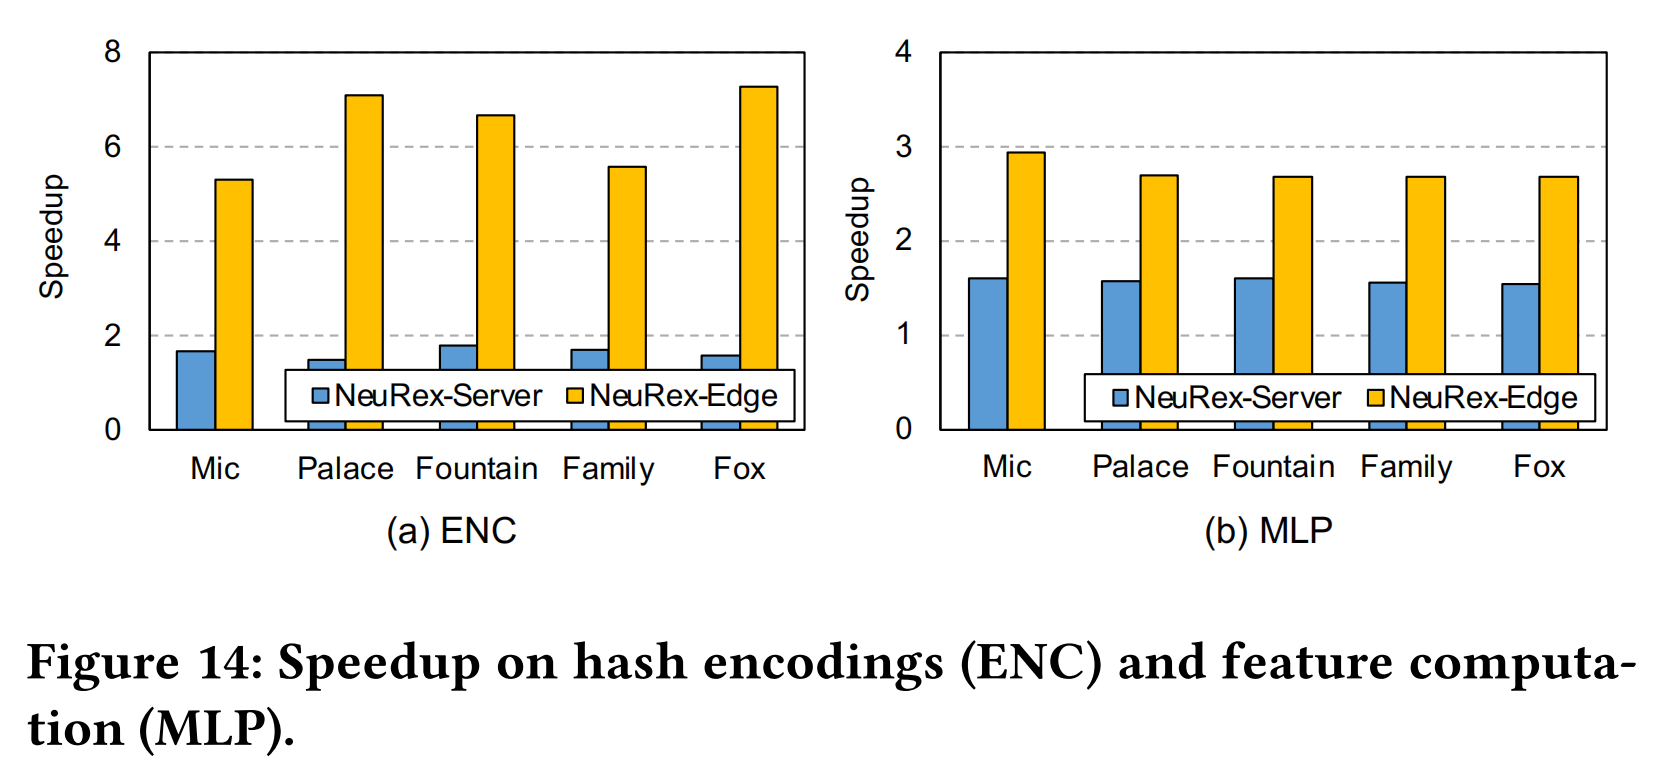 8
6
4
2
0
Speedup
NeuRex-Server NeuRex-Edge
Mic Palace Fountain Family Fox
(a) ENC
4
3
2
1
0
Speedup
NeuRex-Server NeuRex-Edge
Mic Palace Fountain Family Fox
(b) MLP
Figure 14: Speedup on hash encodings (ENC) and feature computa-
tion (MLP).